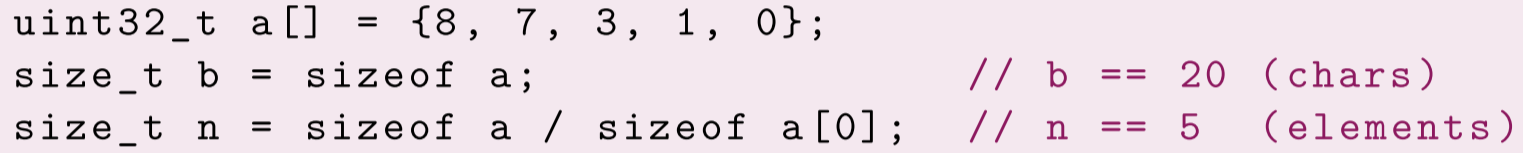 uint32_t a[] = {8, 7, 3, 1, 0};
size_t b = sizeof a;                // b == 20 (chars)
size_t n = sizeof a / sizeof a[0];  // n == 5  (elements)